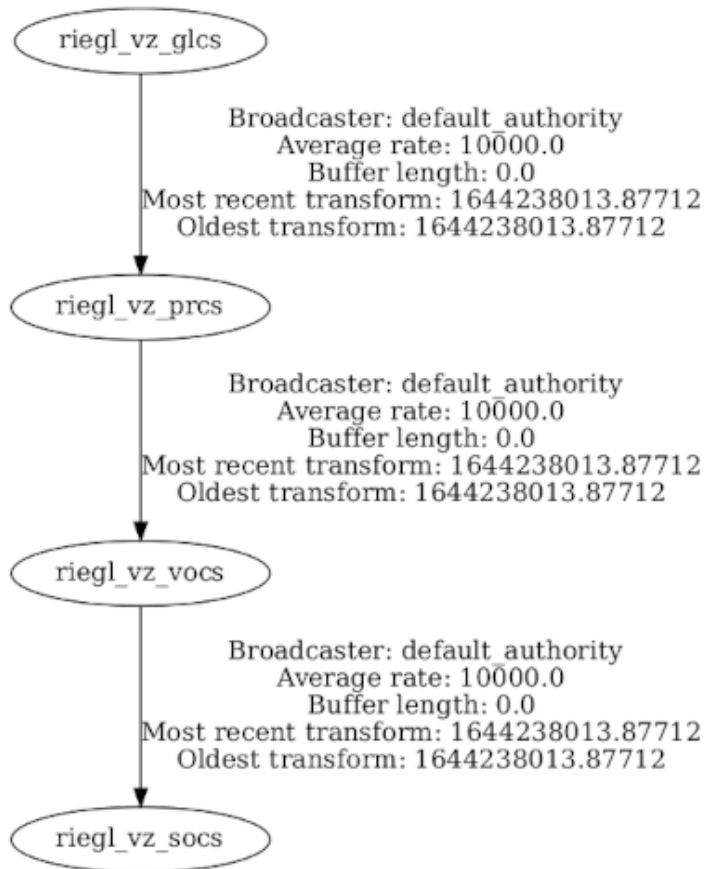 riegl_vz_glcs
Broadcaster: default_authority
Average rate: 10000.0
Buffer length: 0.0
Most recent transform: 1644238013.87712
Oldest transform: 1644238013.87712
riegl_vz_prcs
Broadcaster: default_authority
Average rate: 10000.0
Buffer length: 0.0
Most recent transform: 1644238013.87712
Oldest transform: 1644238013.87712
riegl_vz_vocs
Broadcaster: default_authority
Average rate: 10000.0
Buffer length: 0.0
Most recent transform: 1644238013.87712
Oldest transform: 1644238013.87712
riegl_vz_socs